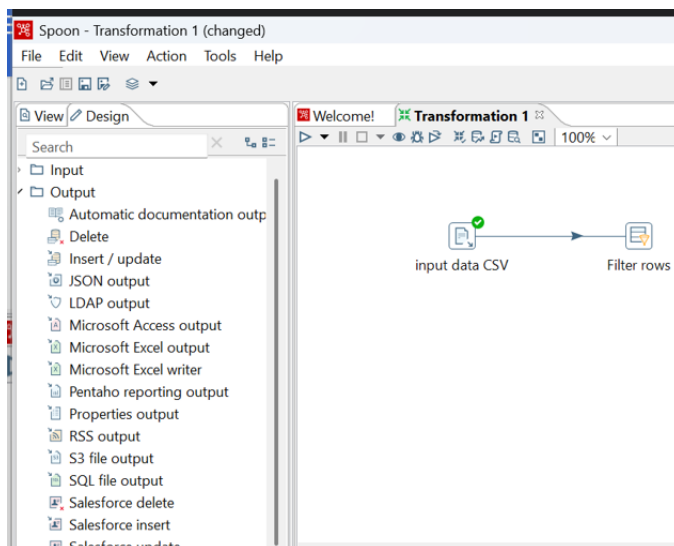 Spoon - Transformation 1 (changed)
File Edit View Action Tools Help
View Design
Welcome! Transformation 1
Search
100%
Input
Output
Automatic documentation outp
Delete
Insert / update
JSON output
LDAP output
Microsoft Access output
Microsoft Excel output
Microsoft Excel writer
Pentaho reporting output
Properties output
RSS output
S3 file output
SQL file output
Salesforce delete
Salesforce insert
Salesforce update
input data CSV
Filter rows